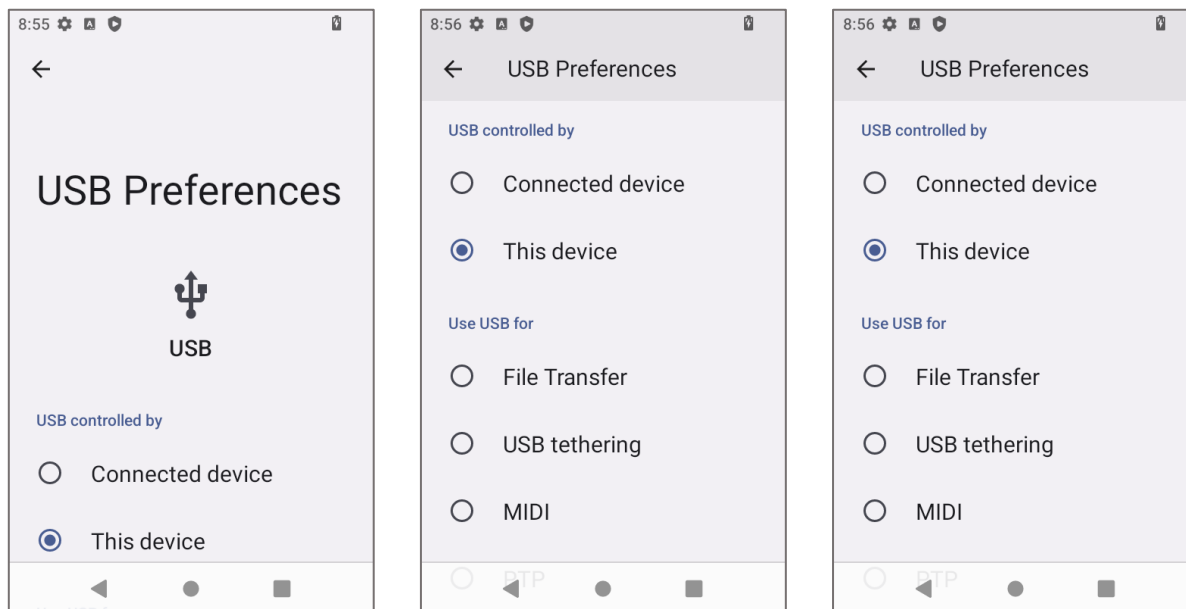 8:55
USB Preferences
USB
USB controlled by
Connected device
This device
8:56
USB Preferences
USB controlled by
Connected device
This device
Use USB for
File Transfer
USB tethering
MIDI
PTP
8:56
USB Preferences
USB controlled by
Connected device
This device
Use USB for
File Transfer
USB tethering
MIDI
PTP